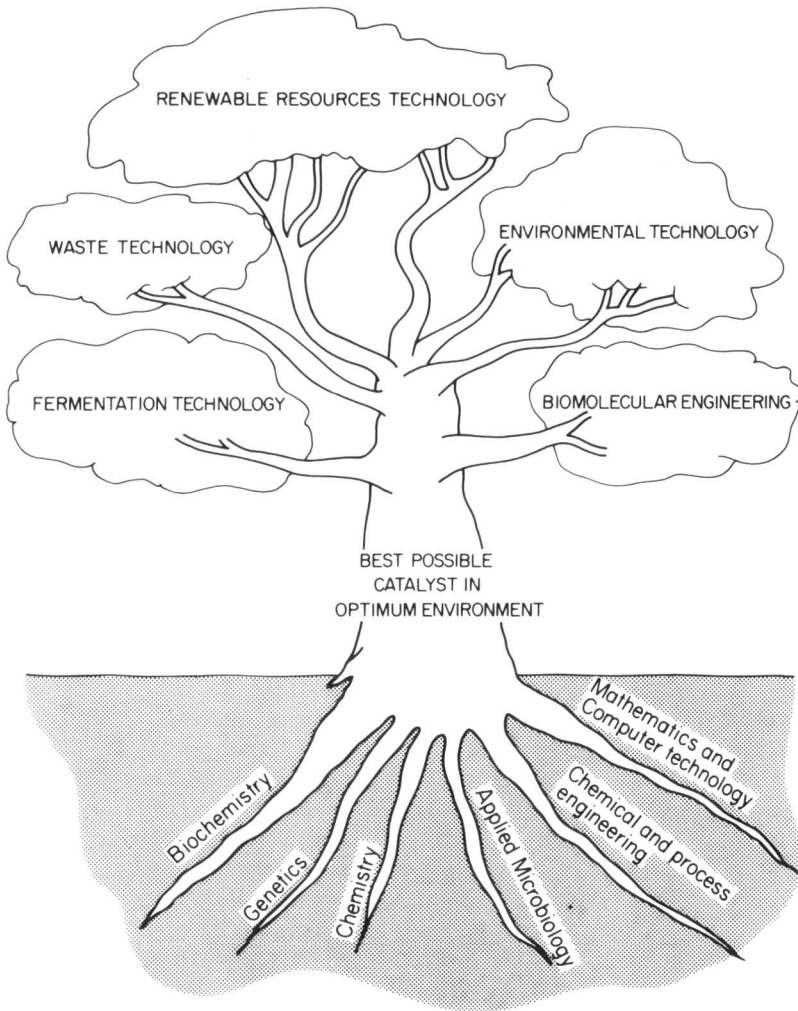 RENEWABLE RESOURCES TECHNOLOGY
WASTE TECHNOLOGY
ENVIRONMENTAL TECHNOLOGY
FERMENTATION TECHNOLOGY
BIOMOLECULAR ENGINEERING
BEST POSSIBLE
CATALYST IN
OPTIMUM ENVIRONMENT
Biochemistry
Genetics
Chemistry
Applied Microbiology
Chemical and process
engineering
Mathematics and
Computer technology